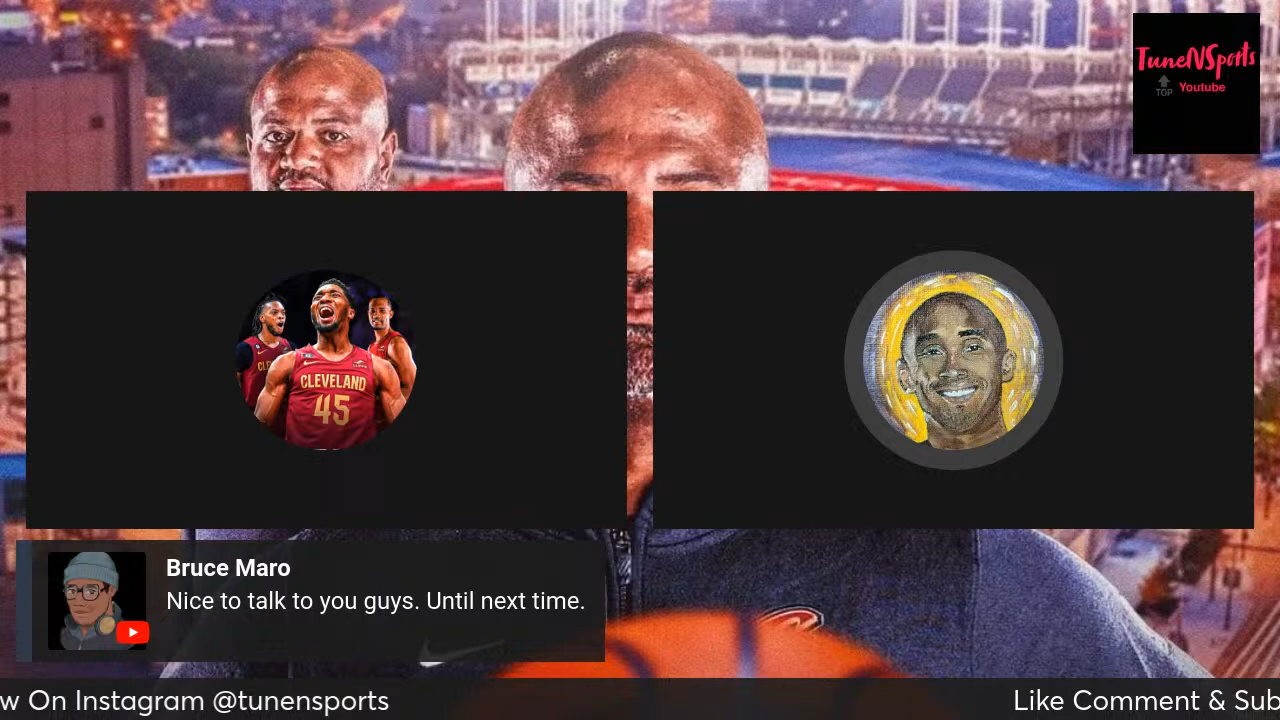 TuneNSports
TOP Youtube
CLEVELAND
45
Bruce Maro
Nice to talk to you guys. Until next time.
w On Instagram @tunensports
Like Comment & Sub